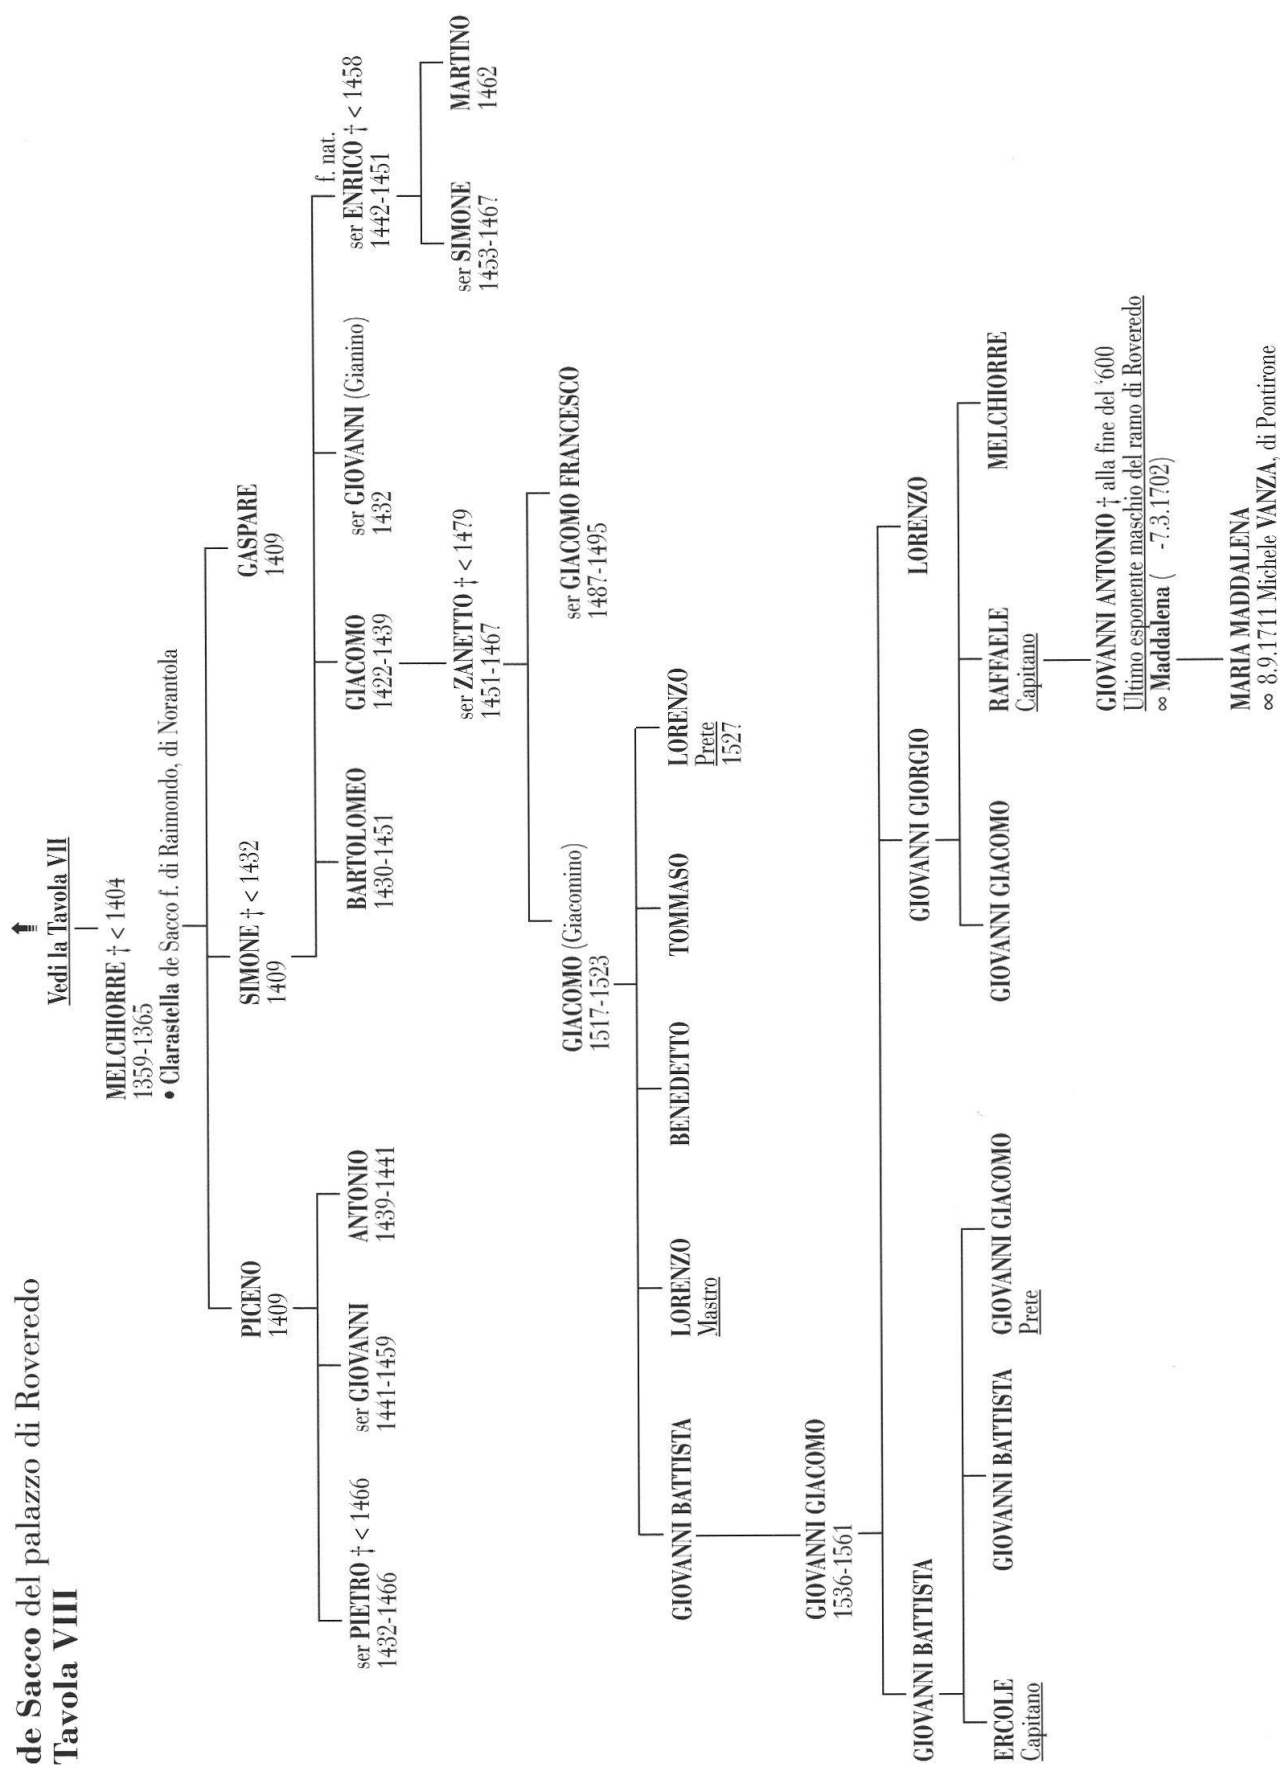 de Sacco del palazzo di Roveredo
Tavola VIII
Vedi la Tavola VII
MELCHIORRE † < 1404
1359-1365
• Clarastella de Sacco f. di Raimondo, di Norantola
PICENO
1409
SIMONE † < 1432
1409
GASPARE
1409
ser PIETRO † < 1466
1432-1466
ser GIOVANNI
1441-1459
ANTONIO
1439-1441
BARTOLOMEO
1430-1451
GIACOMO
1422-1439
ser GIOVANNI (Gianino)
1432
f. nat.
ser ENRICO † < 1458
1442-1451
ser ZANETTO † < 1479
1451-1467
ser SIMONE
1453-1467
MARTINO
1462
GIACOMO (Giacomino)
1517-1523
ser GIACOMO FRANCESCO
1487-1495
GIOVANNI BATTISTA
LORENZO
Mastro
BENEDETTO
TOMMASO
LORENZO
Prete
1527
GIOVANNI GIACOMO
1536-1561
GIOVANNI BATTISTA
GIOVANNI GIORGIO
LORENZO
ERCOLE
Capitano
GIOVANNI BATTISTA
GIOVANNI GIACOMO
Prete
GIOVANNI GIACOMO
RAFFAELE
Capitano
MELCHIORRE
GIOVANNI ANTONIO † alla fine del ‘600
Ultimo esponente maschio del ramo di Roveredo
∞ Maddalena ( -7.3.1702)
MARIA MADDALENA
∞ 8.9.1711 Michele VANZA, di Pontirone